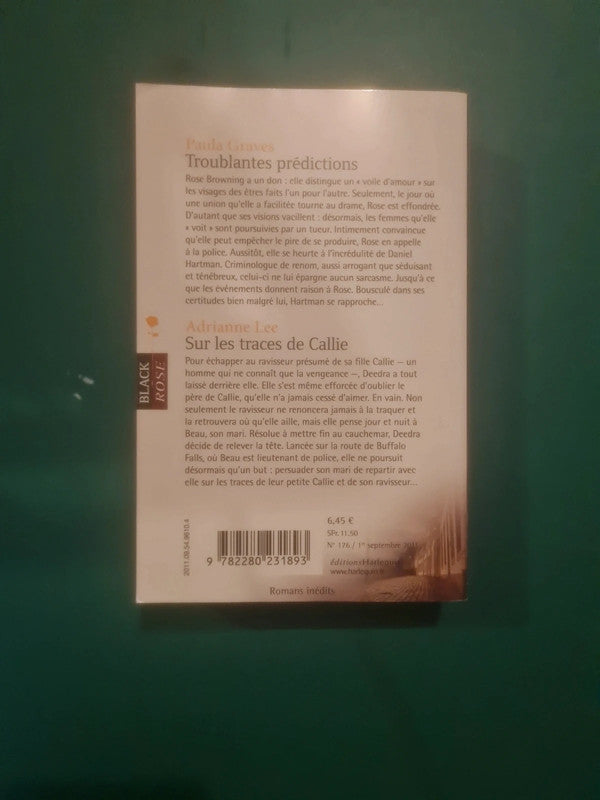 Paula Graves
Troublantes prédictions
Rose Browning a un don : elle distingue un « voile d'amour » sur
les visages des êtres faits l'un pour l'autre. Seulement, le jour où
une union qu'elle a facilitée tourne au drame, Rose est effondrée.
D'autant que ses visions vacillent : désormais, les femmes qu'elle
« voit » sont poursuivies par un tueur. Intimement convaincue
qu'elle peut empêcher le pire de se produire, Rose en appelle
à la police. Aussitôt, elle se heurte à l'incrédulité de Daniel
Hartman. Criminologue de renom, aussi arrogant que séduisant
et ténébreux, celui-ci ne lui épargne aucun sarcasme. Jusqu'à ce
que les événements donnent raison à Rose. Bousculé dans ses
certitudes bien malgré lui, Hartman se rapproche...
Adrianne Lee
Sur les traces de Callie
Pour échapper au ravisseur présumé de sa fille Callie – un
homme qui ne connaît que la vengeance –, Deedra a tout
laissé derrière elle. Elle s'est même efforcée d'oublier le
père de Callie, qu'elle n'a jamais cessé d'aimer. En vain. Non
seulement le ravisseur ne renoncera jamais à la traquer et
la retrouvera où qu'elle aille, mais elle pense jour et nuit à
Beau, son mari. Résolue à mettre fin au cauchemar, Deedra
décide de relever la tête. Lancée sur la route de Buffalo
Falls, où Beau est lieutenant de police, elle ne poursuit
désormais qu'un but : persuader son mari de repartir avec
elle sur les traces de leur petite Callie et de son ravisseur...
BLACK
ROSE
2011.09.54.9610.4
9 782280 231893
6,45 €
SFr. 11.50
N° 176 / 1er septembre
éditions Harlequin
www.harlequin
Romans inédits